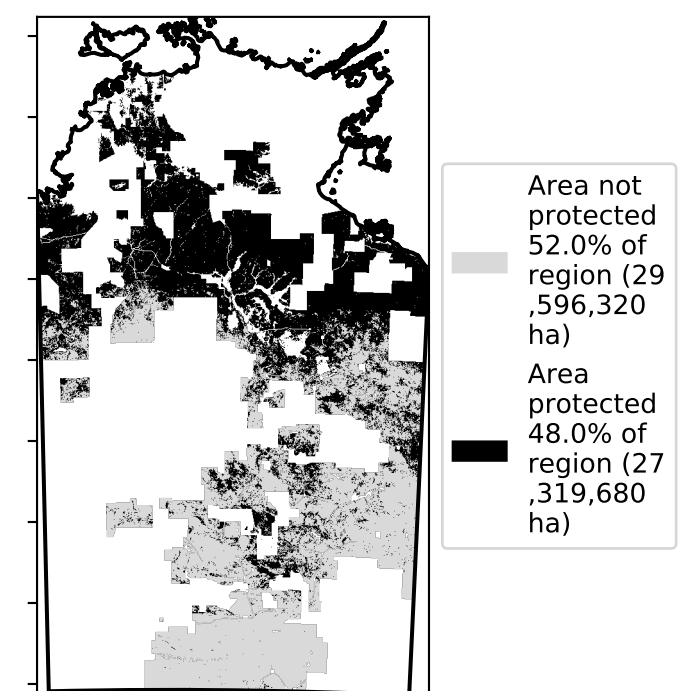 Area not
protected
52.0% of
region (29
,596,320
ha)
Area
protected
48.0% of
region (27
,319,680
ha)